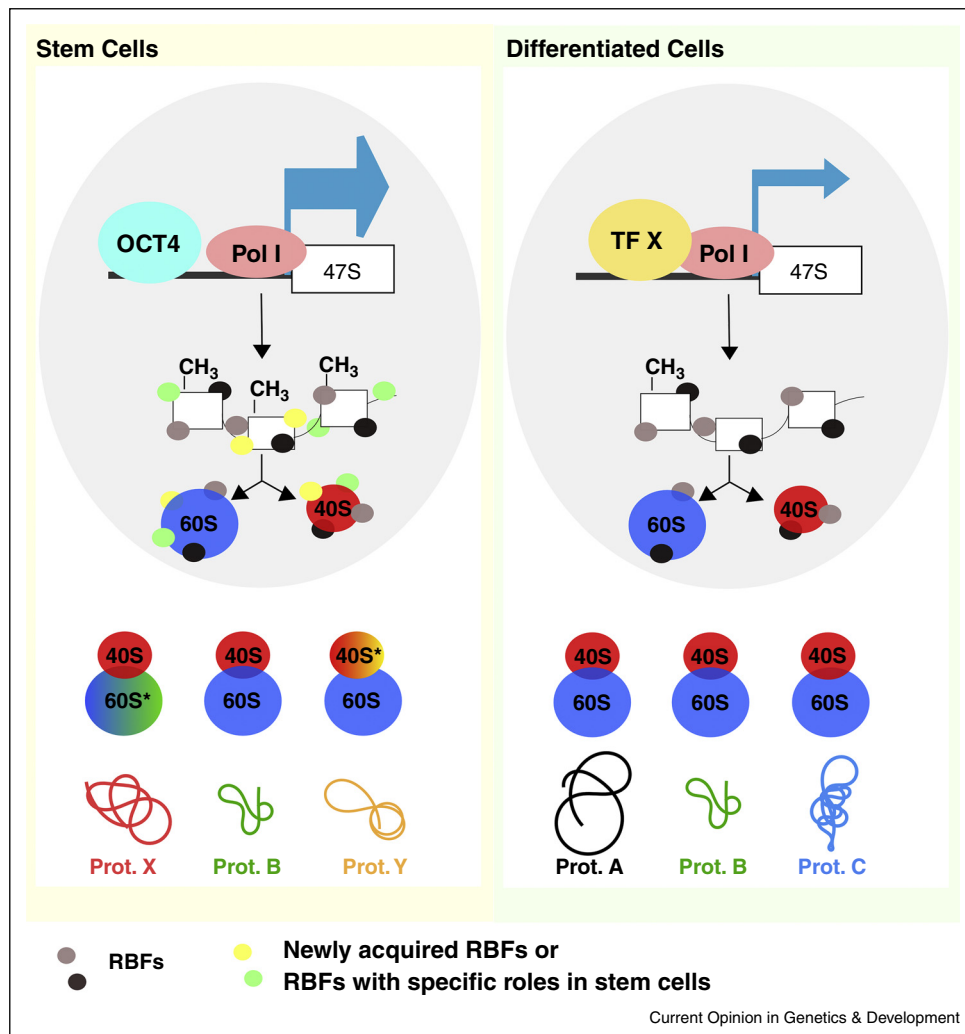 Stem Cells
OCT4
Pol I
47S
CH3
CH3
CH3
60S
40S
40S
60S*
40S
60S
40S*
60S
Prot. X
Prot. B
Prot. Y
Differentiated Cells
TF X
Pol I
47S
CH3
60S
40S
40S
60S
40S
60S
40S
60S
Prot. A
Prot. B
Prot. C
RBFs
Newly acquired RBFs or
RBFs with specific roles in stem cells
Current Opinion in Genetics & Development